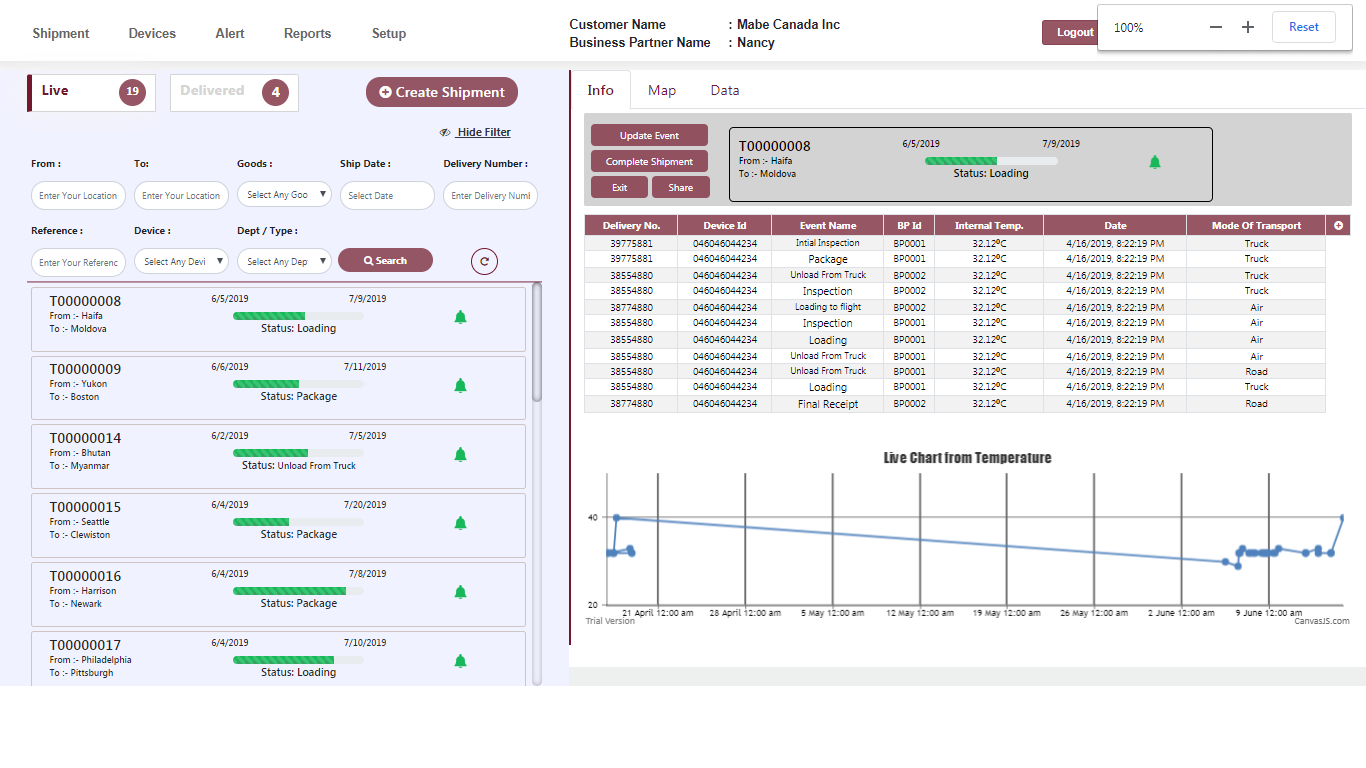 Shipment Devices Alert Reports Setup
Customer Name : Mabe Canada Inc
Business Partner Name : Nancy
Logout
100% Reset
Live 19 Delivered 4 Create Shipment
Hide Filter
From : To: Goods : Ship Date : Delivery Number :
Enter Your Location Enter Your Location Select Any Goo Select Date Enter Delivery Numl
Reference : Device : Dept / Type :
Enter Your Referenc Select Any Devi Select Any Dep Search
T00000008 6/5/2019 7/9/2019
From :- Haifa
To :- Moldova Status: Loading
T00000009 6/6/2019 7/11/2019
From :- Yukon
To :- Boston Status: Package
T00000014 6/2/2019 7/5/2019
From :- Bhutan
To :- Myanmar Status: Unload From Truck
T00000015 6/4/2019 7/20/2019
From :- Seattle
To :- Clewiston Status: Package
T00000016 6/4/2019 7/8/2019
From :- Harrison
To :- Newark Status: Package
T00000017 6/4/2019 7/10/2019
From :- Philadelphia
To :- Pittsburgh Status: Loading
Info Map Data
Update Event
Complete Shipment
Exit Share
T00000008 6/5/2019 7/9/2019
From :- Haifa
To :- Moldova Status: Loading
Delivery No. Device Id Event Name BP Id Internal Temp. Date Mode Of Transport
39775881 046046044234 Intial Inspection BP0001 32.12ºC 4/16/2019, 8:22:19 PM Truck
39775881 046046044234 Package BP0001 32.12ºC 4/16/2019, 8:22:19 PM Truck
38554880 046046044234 Unload From Truck BP0002 32.12ºC 4/16/2019, 8:22:19 PM Truck
38554880 046046044234 Inspection BP0002 32.12ºC 4/16/2019, 8:22:19 PM Truck
38774880 046046044234 Loading to flight BP0002 32.12ºC 4/16/2019, 8:22:19 PM Air
38554880 046046044234 Inspection BP0001 32.12ºC 4/16/2019, 8:22:19 PM Air
38554880 046046044234 Loading BP0001 32.12ºC 4/16/2019, 8:22:19 PM Air
38554880 046046044234 Unload From Truck BP0001 32.12ºC 4/16/2019, 8:22:19 PM Air
38554880 046046044234 Unload From Truck BP0001 32.12ºC 4/16/2019, 8:22:19 PM Road
38554880 046046044234 Loading BP0001 32.12ºC 4/16/2019, 8:22:19 PM Truck
38774880 046046044234 Final Receipt BP0002 32.12ºC 4/16/2019, 8:22:19 PM Road
Live Chart from Temperature
40
20
21 April 12:00 am 28 April 12:00 am 5 May 12:00 am 12 May 12:00 am 19 May 12:00 am 26 May 12:00 am 2 June 12:00 am 9 June 12:00 am
Trial Version CanvasJS.com